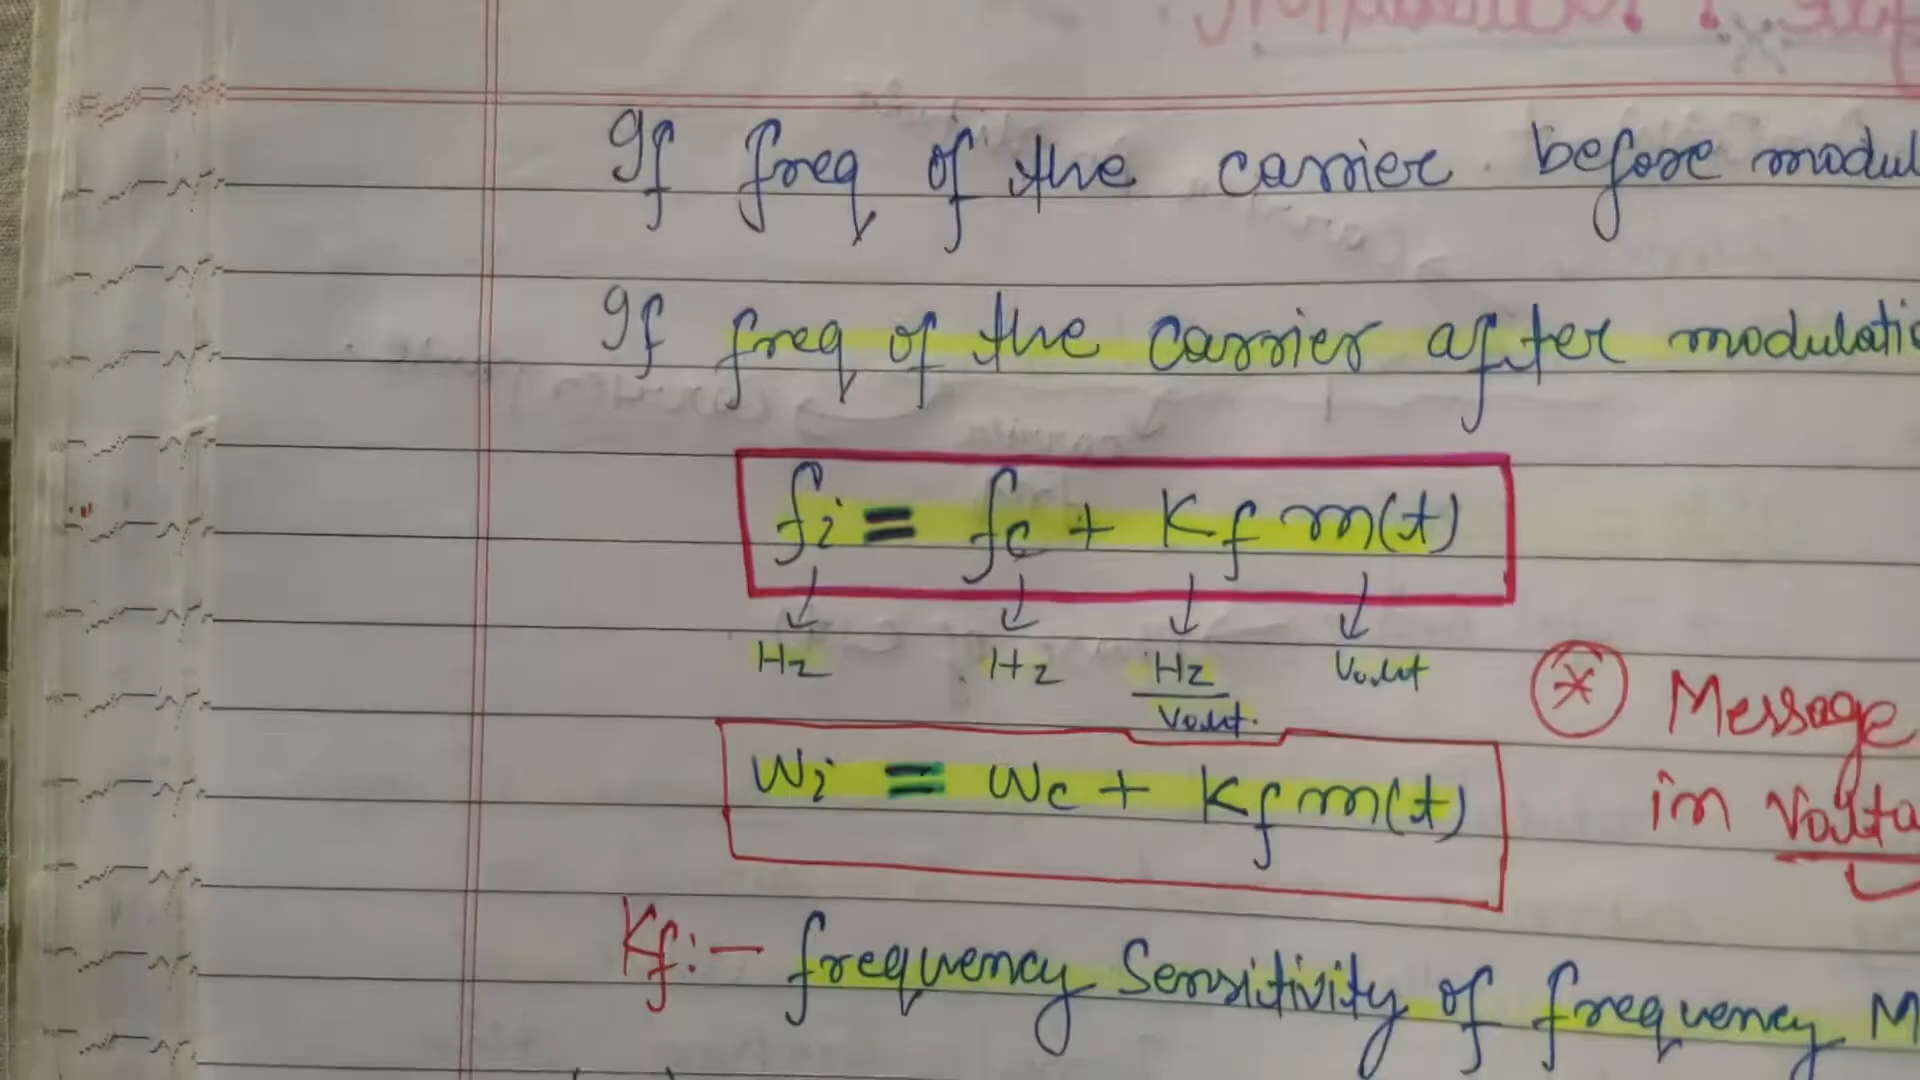 If freq of the carrier before modul
If freq of the carrier after modulatio
fi = fc + Kf m(t)
Hz Hz Hz/Volt Volt
Wi = Wc + Kf m(t)
* Message
in Volta
Kf:- frequency Sensitivity of frequency M